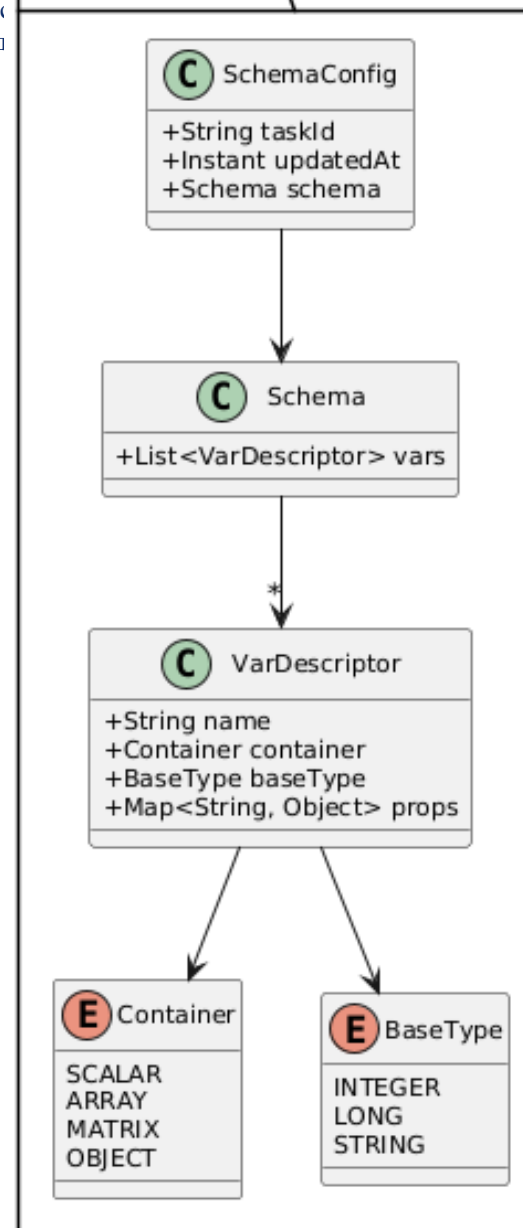 C SchemaConfig
+String taskId
+Instant updatedAt
+Schema schema
C Schema
+List<VarDescriptor> vars
*
C VarDescriptor
+String name
+Container container
+BaseType baseType
+Map<String, Object> props
E Container
SCALAR
ARRAY
MATRIX
OBJECT
E BaseType
INTEGER
LONG
STRING